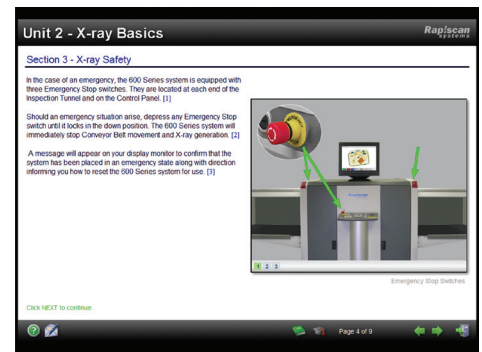 Unit 2 - X-ray Basics
Rapiscan
systems
Section 3 - X-ray Safety
In the case of an emergency, the 600 Series system is equipped with
three Emergency Stop switches. They are located at each end of the
Inspection Tunnel and on the Control Panel. [1]
Should an emergency situation arise, depress any Emergency Stop
switch until it locks in the down position. The 600 Series system will
immediately stop Conveyor Belt movement and X-ray generation. [2]
A message will appear on your display monitor to confirm that the
system has been placed in an emergency state along with direction
informing you how to reset the 600 Series system for use. [3]
1 2 3
Emergency Stop Switches
Click NEXT to continue
Page 4 of 9